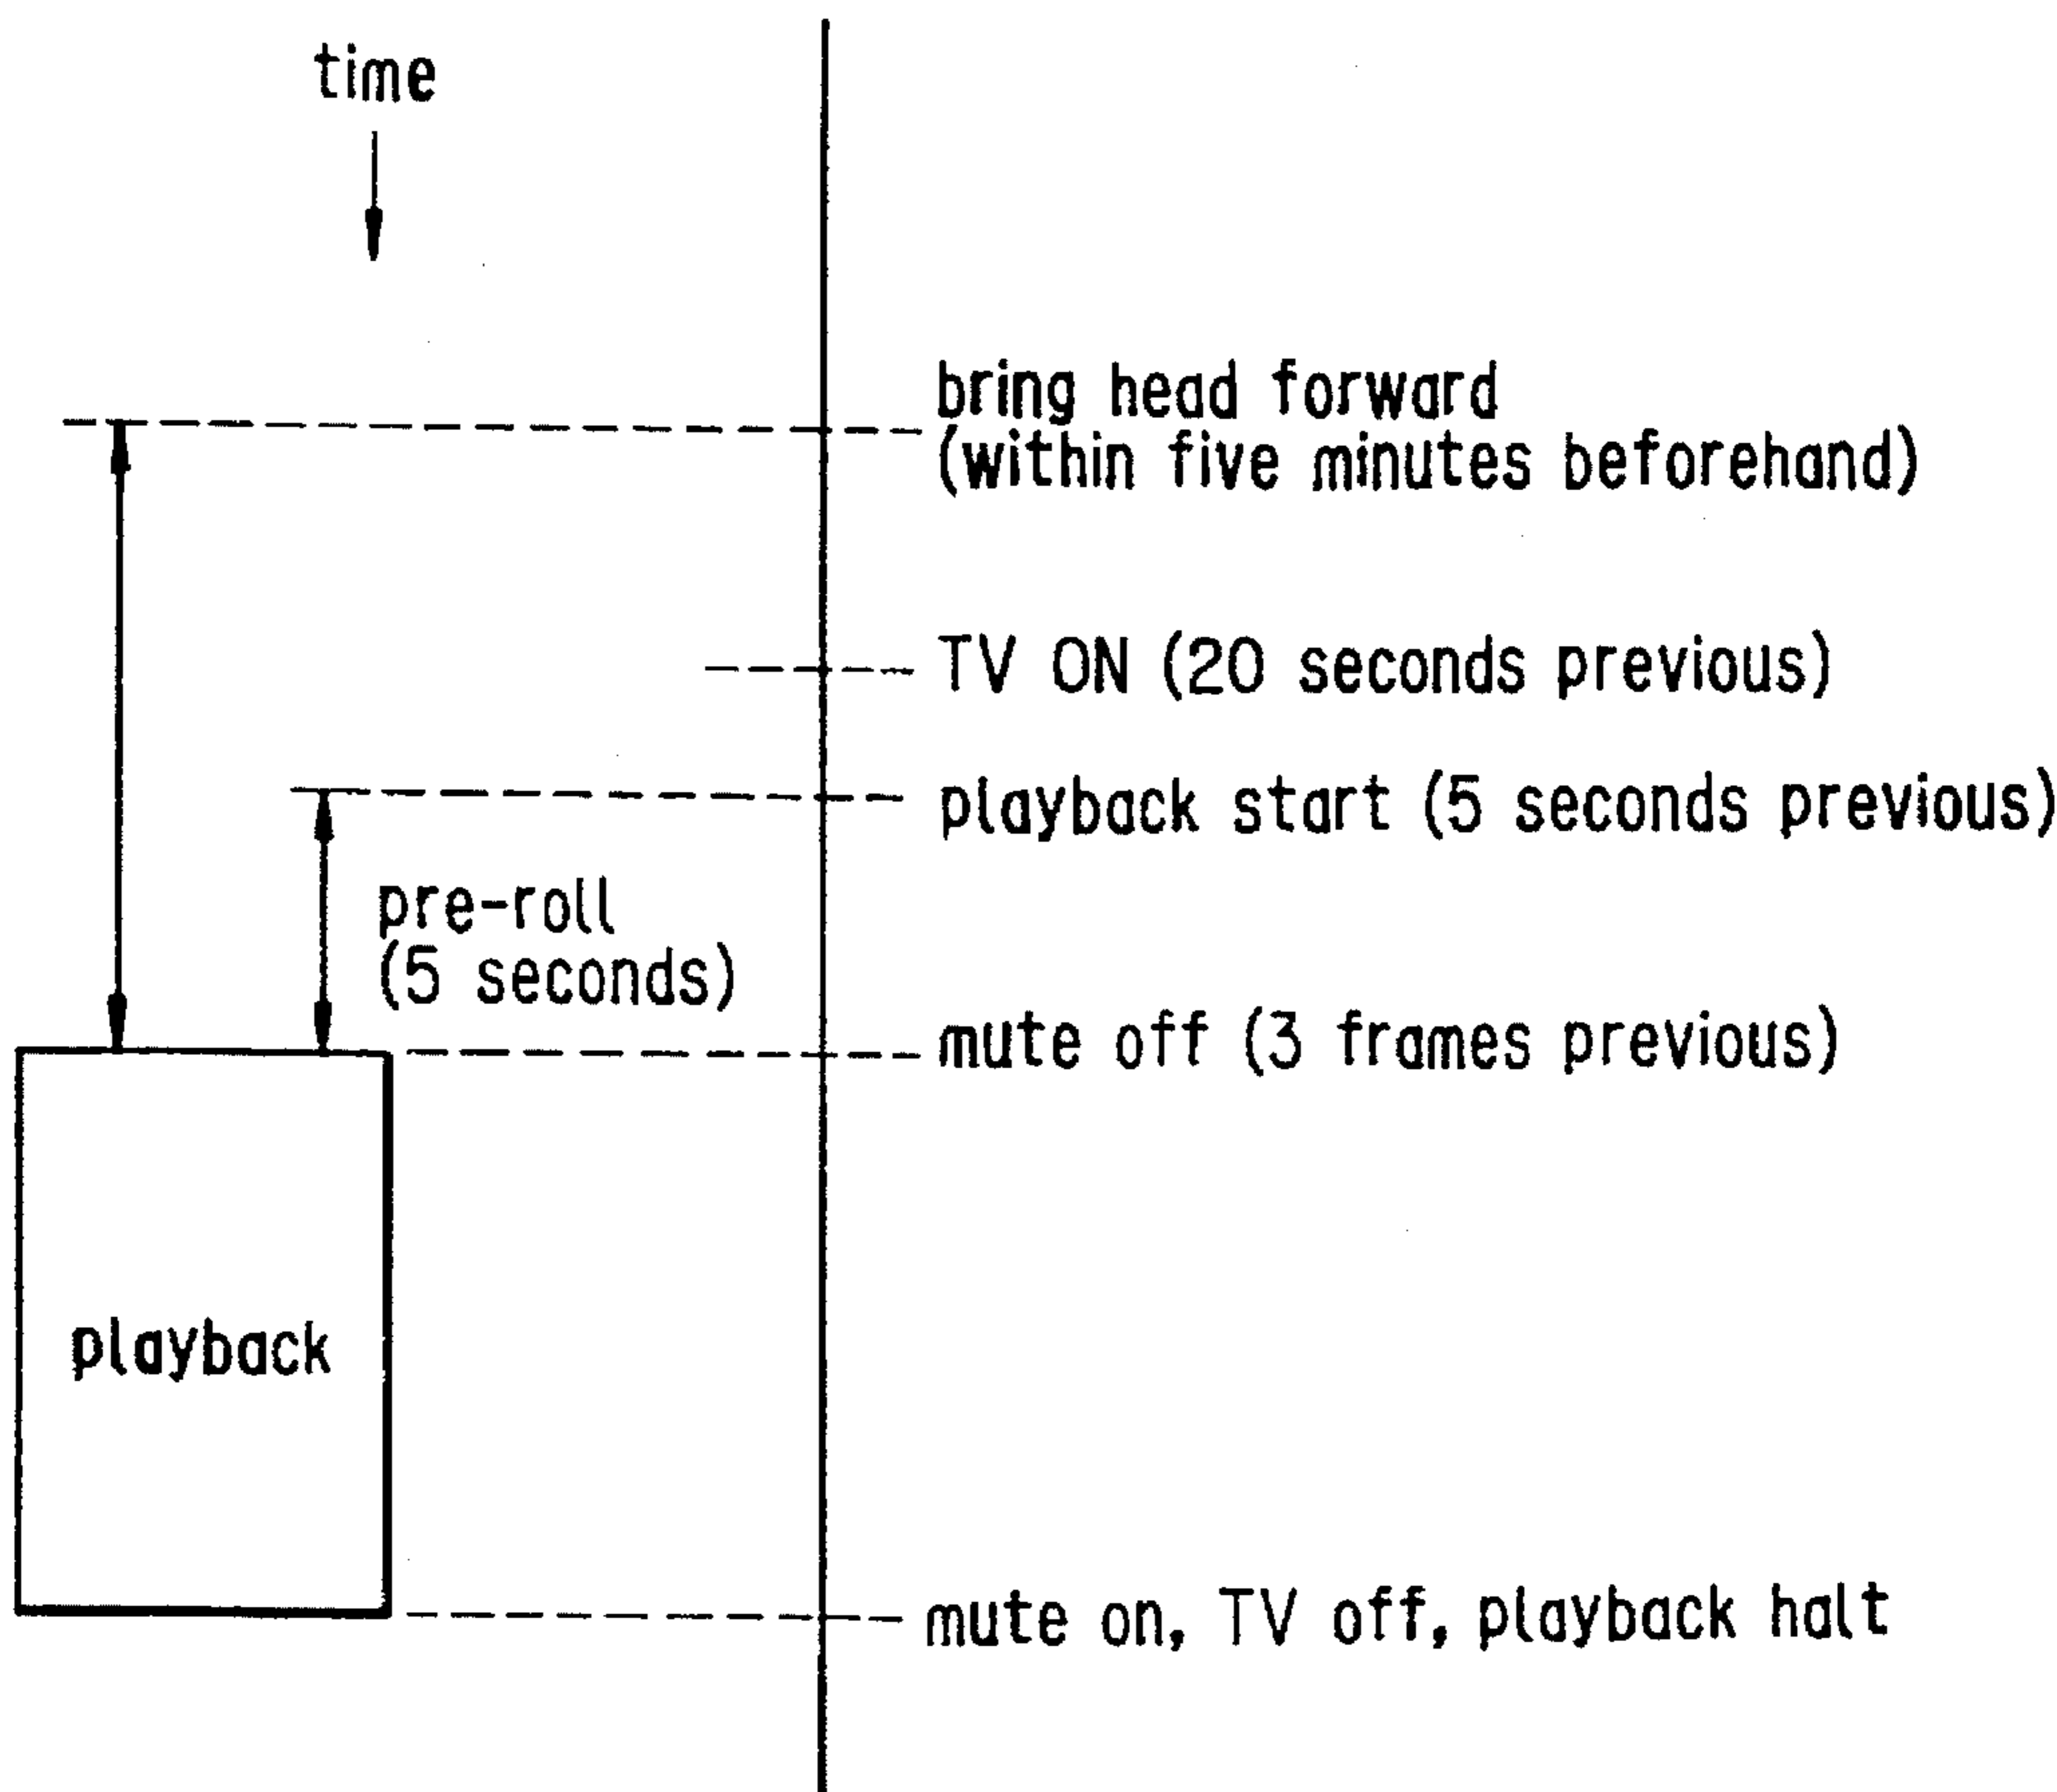 time
bring head forward
(within five minutes beforehand)
TV ON (20 seconds previous)
playback start (5 seconds previous)
pre-roll
(5 seconds)
mute off (3 frames previous)
playback
mute on, TV off, playback halt